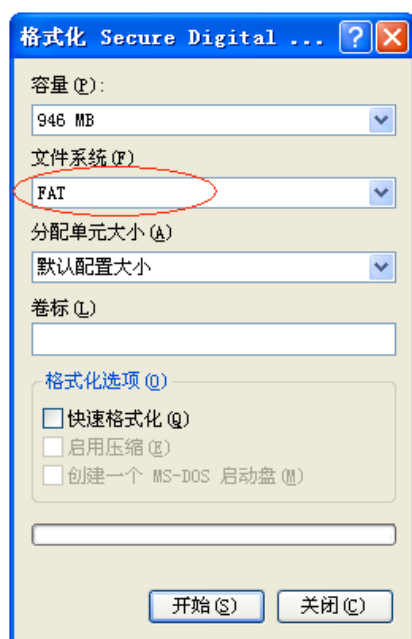 格式化 Secure Digital ...
容量(P):
946 MB
文件系统(F)
FAT
分配单元大小(A)
默认配置大小
卷标(L)
格式化选项(O)
快速格式化(Q)
启用压缩(E)
创建一个 MS-DOS 启动盘(M)
开始(S) 关闭(C)